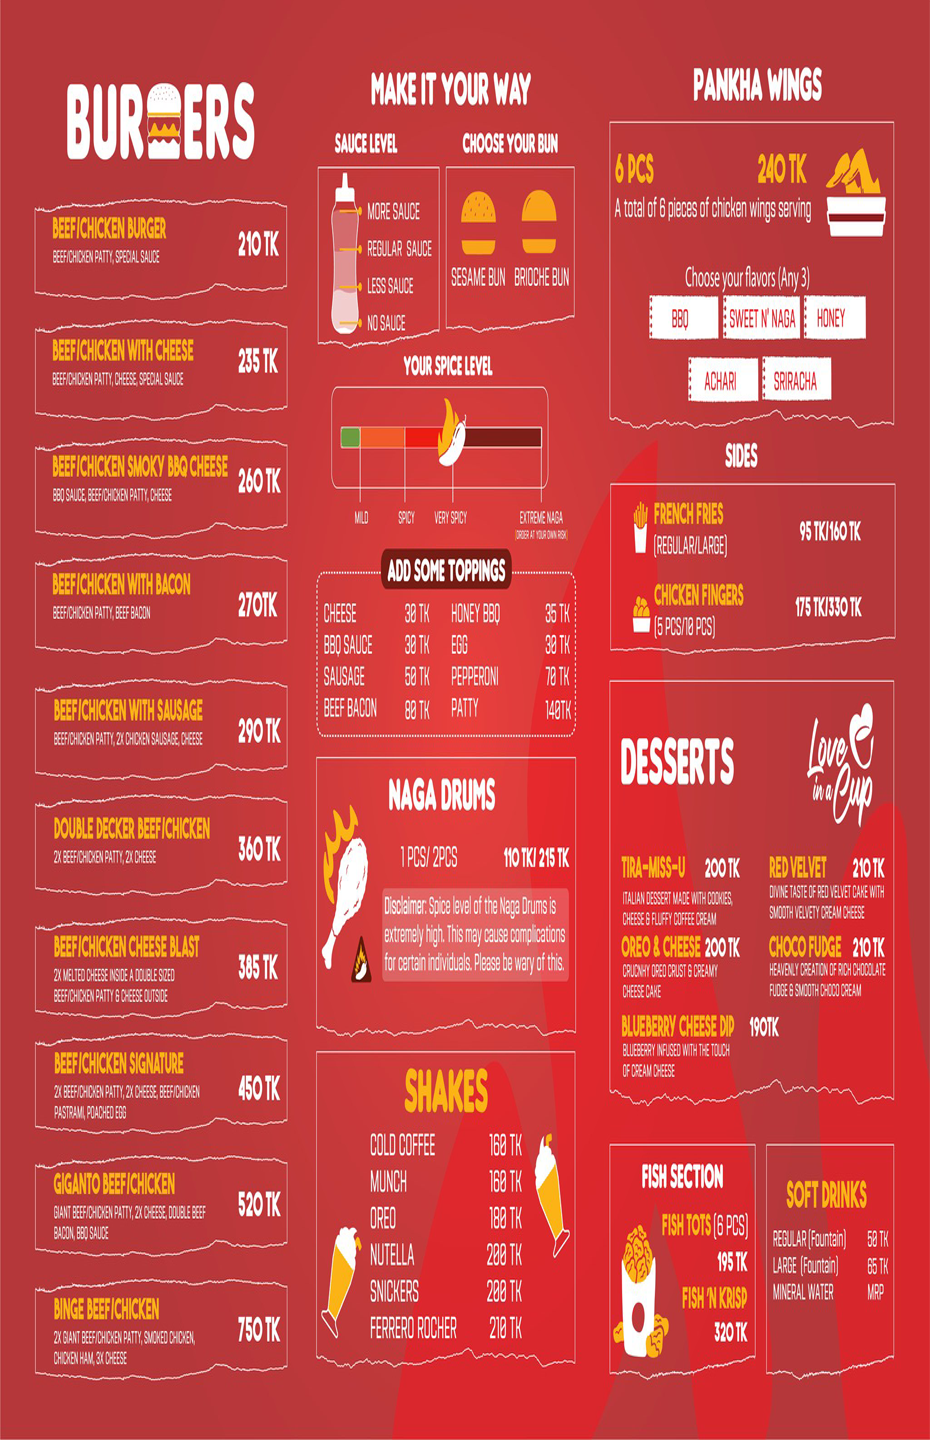 BURGERS
BEEF/CHICKEN BURGER
BEEF/CHICKEN PATTY, SPECIAL SAUCE
210 TK
BEEF/CHICKEN WITH CHEESE
BEEF/CHICKEN PATTY, CHEESE, SPECIAL SAUCE
235 TK
BEEF/CHICKEN SMOKY BBQ CHEESE
BBQ SAUCE, BEEF/CHICKEN PATTY, CHEESE
260 TK
BEEF/CHICKEN WITH BACON
BEEF/CHICKEN PATTY, BEEF BACON
270TK
BEEF/CHICKEN WITH SAUSAGE
BEEF/CHICKEN PATTY, 2X CHICKEN SAUSAGE, CHEESE
290 TK
DOUBLE DECKER BEEF/CHICKEN
2X BEEF/CHICKEN PATTY, 2X CHEESE
360 TK
BEEF/CHICKEN CHEESE BLAST
2X MELTED CHEESE INSIDE A DOUBLE SIZED
BEEF/CHICKEN PATTY & CHEESE OUTSIDE
385 TK
BEEF/CHICKEN SIGNATURE
2X BEEF/CHICKEN PATTY, 2X CHEESE, BEEF/CHICKEN
PASTRAMI, POACHED EGG
450 TK
GIGANTO BEEF/CHICKEN
GIANT BEEF/CHICKEN PATTY, 2X CHEESE, DOUBLE BEEF
BACON, BBQ SAUCE
520 TK
BINGE BEEF/CHICKEN
2X GIANT BEEF/CHICKEN PATTY, SMOKED CHICKEN,
CHICKEN HAM, 3X CHEESE
750 TK
MAKE IT YOUR WAY
SAUCE LEVEL
MORE SAUCE
REGULAR SAUCE
LESS SAUCE
NO SAUCE
CHOOSE YOUR BUN
SESAME BUN BRIOCHE BUN
YOUR SPICE LEVEL
MILD SPICY VERY SPICY EXTREME NAGA
(ORDER AT YOUR OWN RISK)
ADD SOME TOPPINGS
CHEESE 30 TK HONEY BBQ 35 TK
BBQ SAUCE 30 TK EGG 30 TK
SAUSAGE 50 TK PEPPERONI 70 TK
BEEF BACON 80 TK PATTY 140TK
NAGA DRUMS
1 PCS/ 2PCS 110 TK/ 215 TK
Disclaimer: Spice level of the Naga Drums is
extremely high. This may cause complications
for certain individuals. Please be wary of this.
SHAKES
COLD COFFEE 160 TK
MUNCH 160 TK
OREO 180 TK
NUTELLA 200 TK
SNICKERS 200 TK
FERRERO ROCHER 210 TK
PANKHA WINGS
6 PCS 240 TK
A total of 6 pieces of chicken wings serving
Choose your flavors (Any 3)
BBQ SWEET N' NAGA HONEY
ACHARI SRIRACHA
SIDES
FRENCH FRIES
(REGULAR/LARGE)
95 TK/160 TK
CHICKEN FINGERS
(5 PCS/10 PCS)
175 TK/330 TK
DESSERTS
Love
in a
Cup
TIRA-MISS-U 200 TK
ITALIAN DESSERT MADE WITH COOKIES,
CHEESE & FLUFFY COFFEE CREAM
RED VELVET 210 TK
DIVINE TASTE OF RED VELVET CAKE WITH
SMOOTH VELVETY CREAM CHEESE
OREO & CHEESE 200 TK
CRUCNHY OREO CRUST & CREAMY
CHEESE CAKE
CHOCO FUDGE 210 TK
HEAVENLY CREATION OF RICH CHOCOLATE
FUDGE & SMOOTH CHOCO CREAM
BLUEBERRY CHEESE DIP 190TK
BLUEBERRY INFUSED WITH THE TOUCH
OF CREAM CHEESE
FISH SECTION
FISH TOTS (6 PCS)
195 TK
FISH 'N KRISP
320 TK
SOFT DRINKS
REGULAR (Fountain) 50 TK
LARGE (Fountain) 65 TK
MINERAL WATER MRP